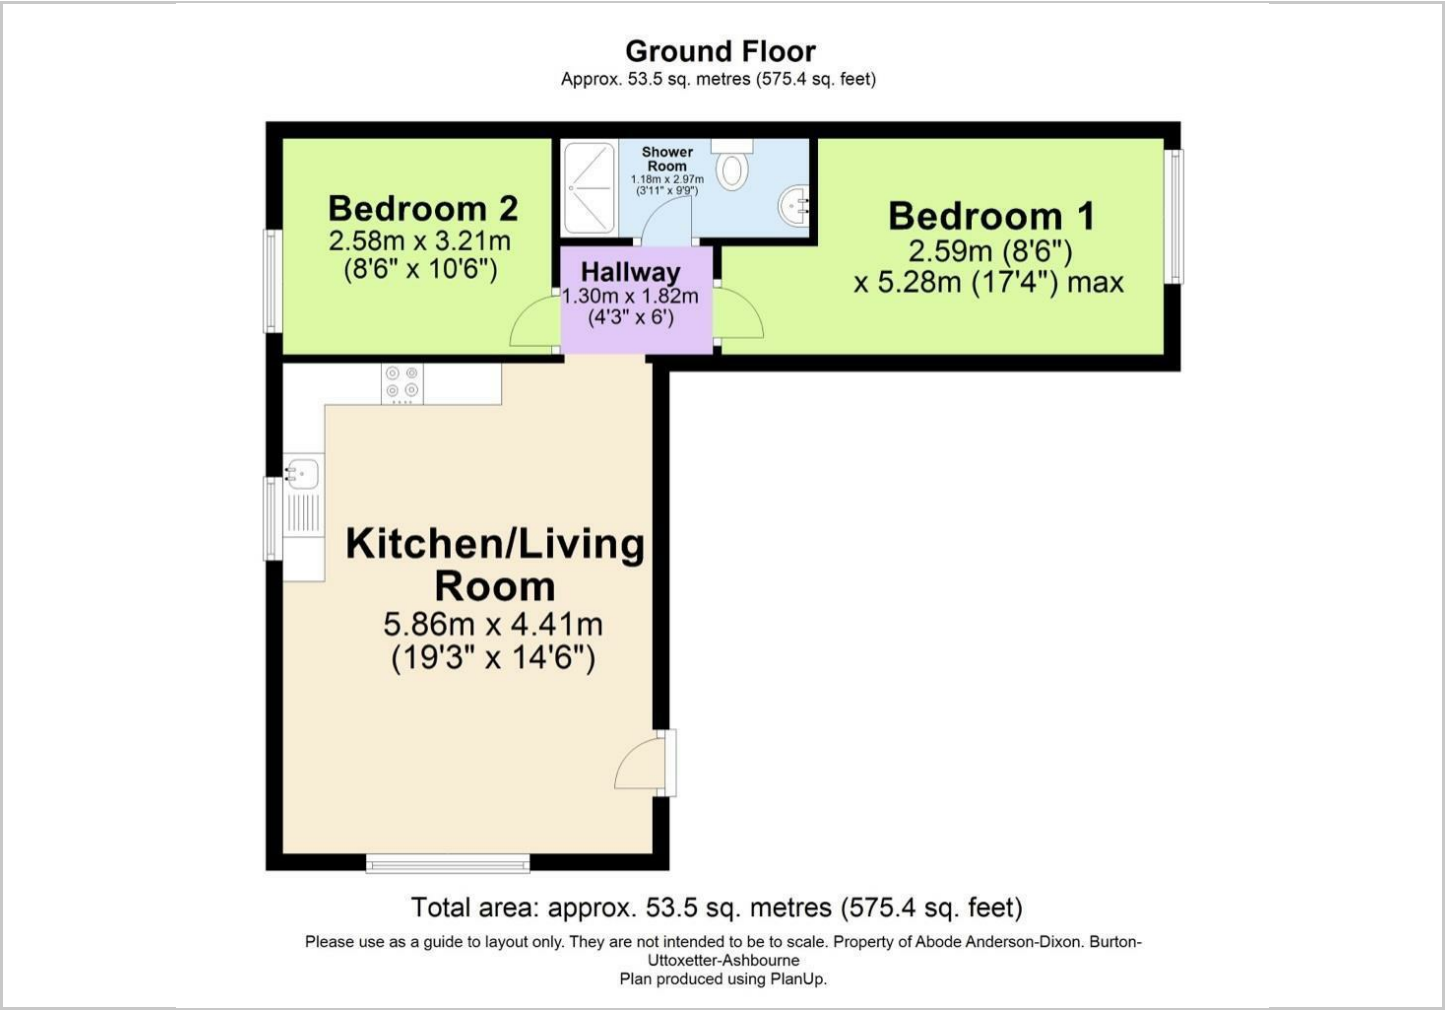 Ground Floor
Approx. 53.5 sq. metres (575.4 sq. feet)
Bedroom 2
2.58m x 3.21m
(8'6" x 10'6")
Shower
Room
1.18m x 2.97m
(3'11" x 9'9")
Bedroom 1
2.59m (8'6")
x 5.28m (17'4") max
Hallway
1.30m x 1.82m
(4'3" x 6')
Kitchen/Living
Room
5.86m x 4.41m
(19'3" x 14'6")
Total area: approx. 53.5 sq. metres (575.4 sq. feet)
Please use as a guide to layout only. They are not intended to be to scale. Property of Abode Anderson-Dixon. Burton-
Uttoxetter-Ashbourne
Plan produced using PlanUp.